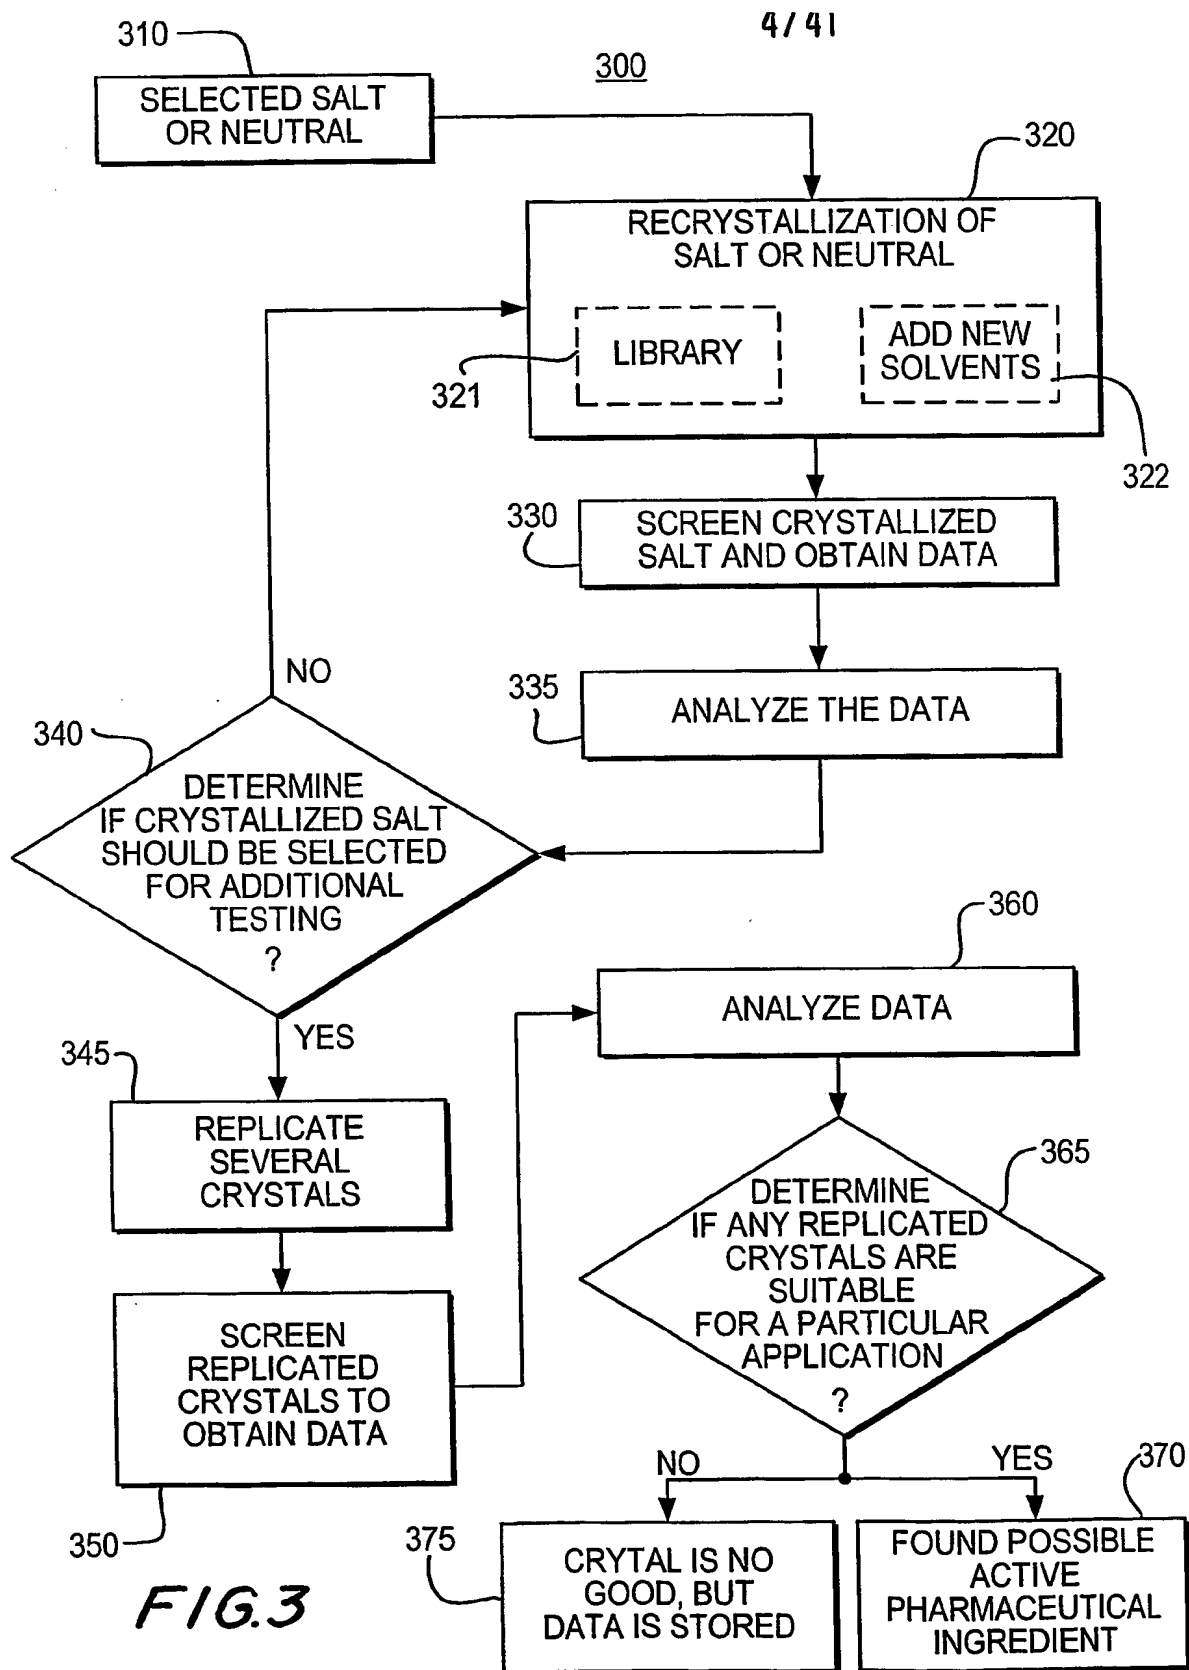 4/41
300
310
SELECTED SALT
OR NEUTRAL
320
RECRYSTALLIZATION OF
SALT OR NEUTRAL
LIBRARY
321
ADD NEW
SOLVENTS
322
330
SCREEN CRYSTALLIZED
SALT AND OBTAIN DATA
335
ANALYZE THE DATA
NO
340
DETERMINE
IF CRYSTALLIZED SALT
SHOULD BE SELECTED
FOR ADDITIONAL
TESTING
?
YES
345
REPLICATE
SEVERAL
CRYSTALS
SCREEN
REPLICATED
CRYSTALS TO
OBTAIN DATA
350
360
ANALYZE DATA
365
DETERMINE
IF ANY REPLICATED
CRYSTALS ARE
SUITABLE
FOR A PARTICULAR
APPLICATION
?
NO
YES
375
CRYTAL IS NO
GOOD, BUT
DATA IS STORED
370
FOUND POSSIBLE
ACTIVE
PHARMACEUTICAL
INGREDIENT
FIG.3